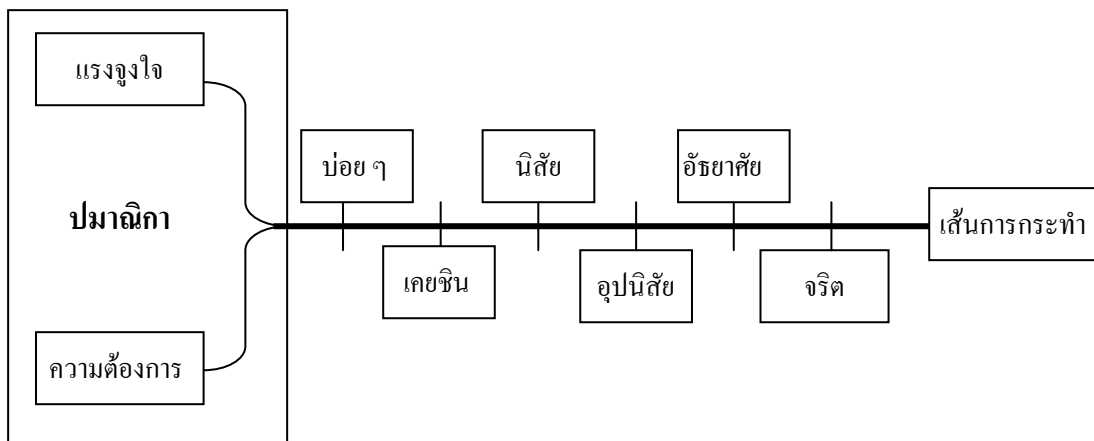 แรงจูงใจ
ปมาณิกา
ความต้องการ
บ่อย ๆ
เคยชิน
นิสัย
อุปนิสัย
อัธยาศัย
จริต
เส้นการกระทำ